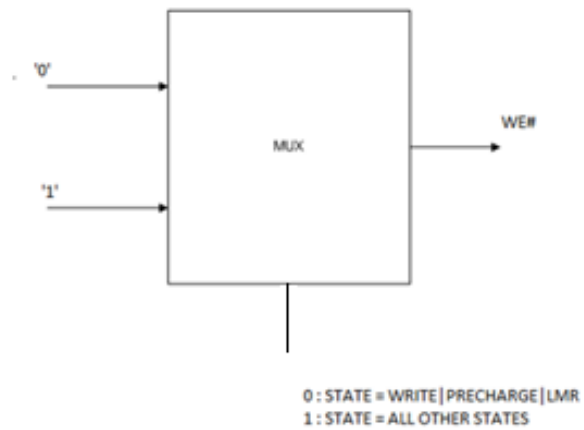 '0'
WE#
MUX
'1'
0 : STATE = WRITE|PRECHARGE|LMR
1 : STATE = ALL OTHER STATES